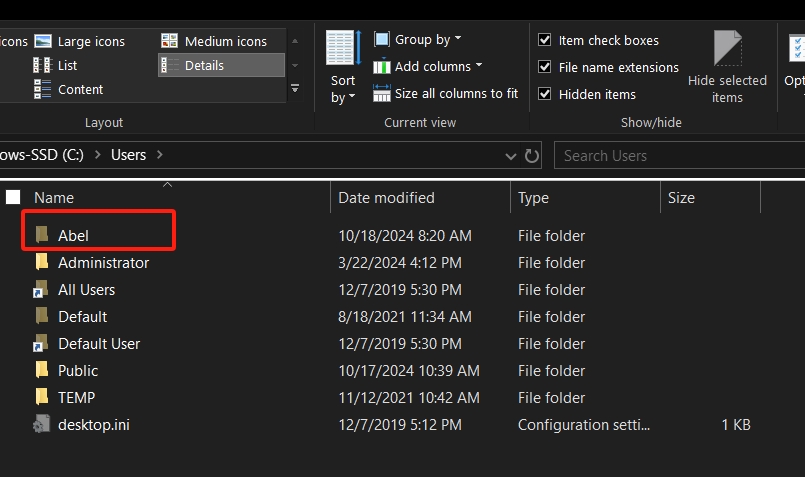 cons Large icons Medium icons
List Details
Content
Layout
Sort by
Group by
Add columns
Size all columns to fit
Current view
Item check boxes
File name extensions
Hidden items
Hide selected items
Show/hide
Opt
ows-SSD (C:) > Users >
Search Users
Name Date modified Type Size
Abel 10/18/2024 8:20 AM File folder
Administrator 3/22/2024 4:12 PM File folder
All Users 12/7/2019 5:30 PM File folder
Default 8/18/2021 11:34 AM File folder
Default User 12/7/2019 5:30 PM File folder
Public 10/17/2024 10:39 AM File folder
TEMP 11/12/2021 10:42 AM File folder
desktop.ini 12/7/2019 5:12 PM Configuration setti... 1 KB